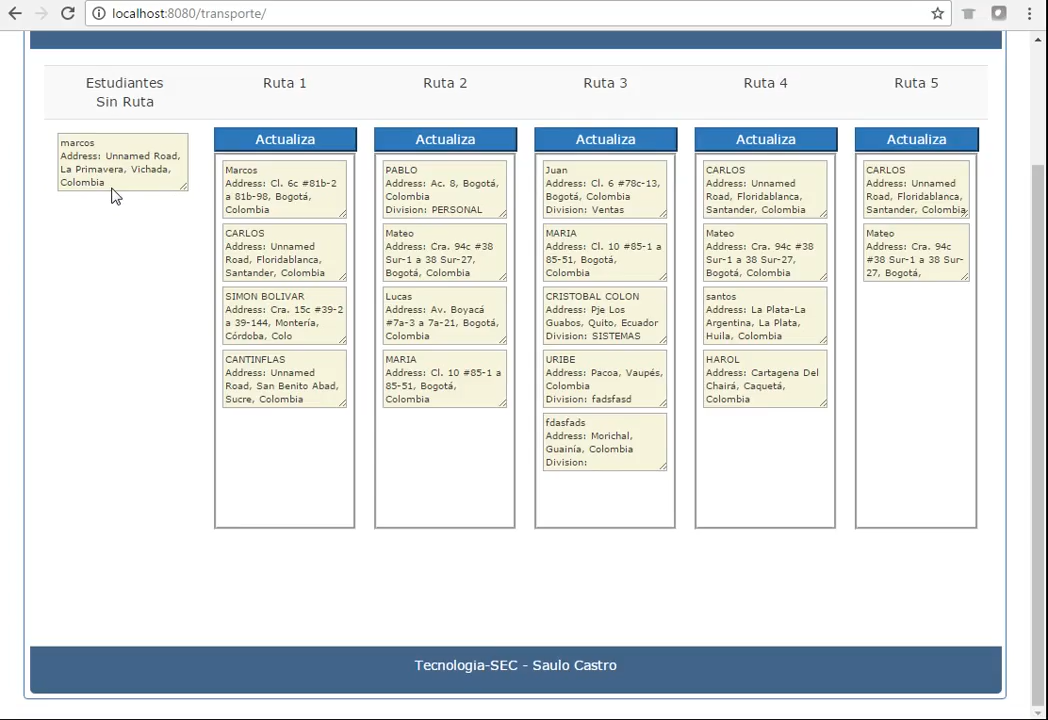 localhost:8080/transporte/
Estudiantes
Sin Ruta
Ruta 1
Ruta 2
Ruta 3
Ruta 4
Ruta 5
marcos
Address: Unnamed Road,
La Primavera, Vichada,
Colombia
Actualiza
Marcos
Address: Cl. 6c #81b-2
a 81b-98, Bogotá,
Colombia
CARLOS
Address: Unnamed
Road, Floridablanca,
Santander, Colombia
SIMON BOLIVAR
Address: Cra. 15c #39-2
a 39-144, Montería,
Córdoba, Colo
CANTINFLAS
Address: Unnamed
Road, San Benito Abad,
Sucre, Colombia
Actualiza
PABLO
Address: Ac. 8, Bogotá,
Colombia
Division: PERSONAL
Mateo
Address: Cra. 94c #38
Sur-1 a 38 Sur-27,
Bogotá, Colombia
Lucas
Address: Av. Boyacá
#7a-3 a 7a-21, Bogotá,
Colombia
MARIA
Address: Cl. 10 #85-1 a
85-51, Bogotá,
Colombia
Actualiza
Juan
Address: Cl. 6 #78c-13,
Bogotá, Colombia
Division: Ventas
MARIA
Address: Cl. 10 #85-1 a
85-51, Bogotá,
Colombia
CRISTOBAL COLON
Address: Pje Los
Guabos, Quito, Ecuador
Division: SISTEMAS
URIBE
Address: Pacoa, Vaupés,
Colombia
Division: fadsfasd
fdasfads
Address: Morichal,
Guainía, Colombia
Division:
Actualiza
CARLOS
Address: Unnamed
Road, Floridablanca,
Santander, Colombia
Mateo
Address: Cra. 94c #38
Sur-1 a 38 Sur-27,
Bogotá, Colombia
santos
Address: La Plata-La
Argentina, La Plata,
Huila, Colombia
HAROL
Address: Cartagena Del
Chairá, Caquetá,
Colombia
Actualiza
CARLOS
Address: Unnamed
Road, Floridablanca,
Santander, Colombia
Mateo
Address: Cra. 94c
#38 Sur-1 a 38 Sur-
27, Bogotá,
Tecnologia-SEC - Saulo Castro